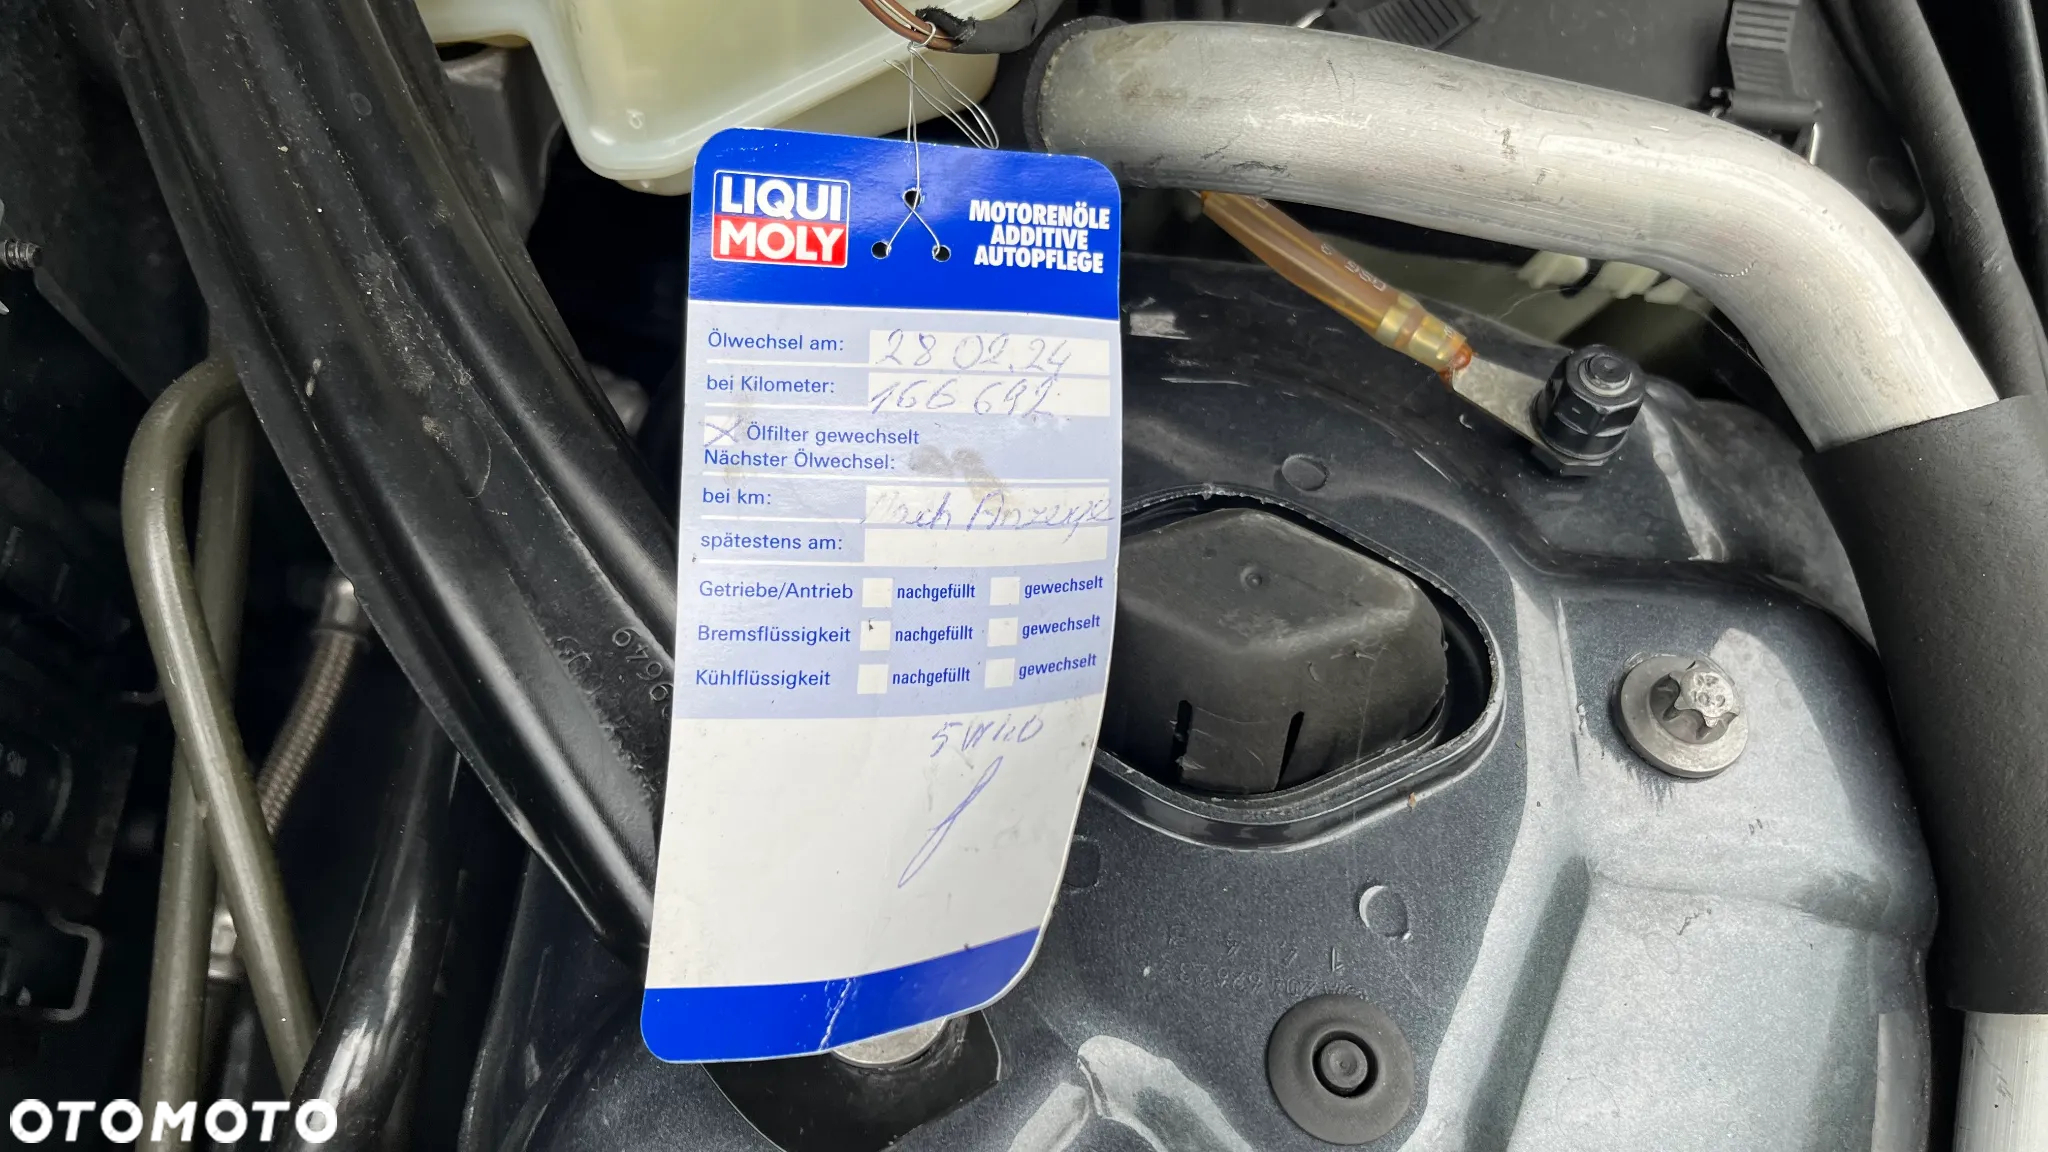 LIQUI
MOLY
MOTORENÖLE
ADDITIVE
AUTOPFLEGE
Ölwechsel am: 28 02.24
bei Kilometer: 166 692
Ölfilter gewechselt
Nächster Ölwechsel:
bei km: Nach Anzeige
spätestens am:
Getriebe/Antrieb nachgefüllt gewechselt
Bremsflüssigkeit nachgefüllt gewechselt
Kühlflüssigkeit nachgefüllt gewechselt
OTOMOTO